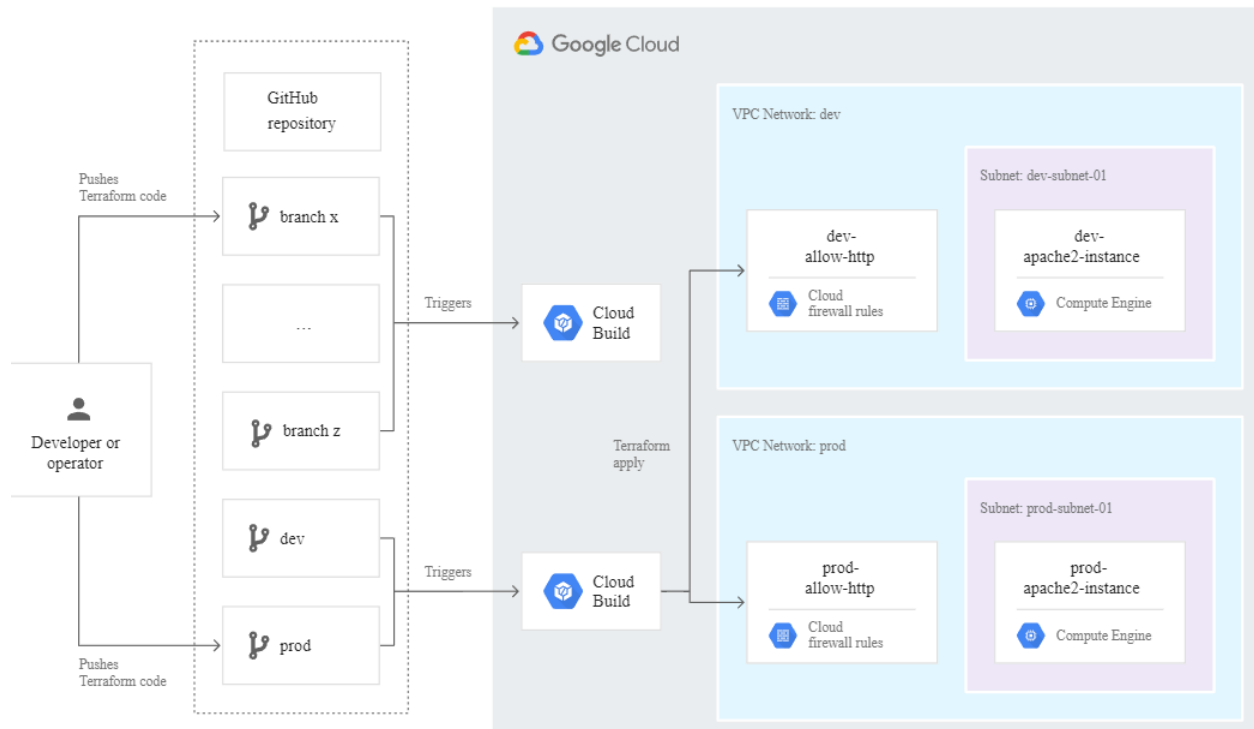 Google Cloud
GitHub
repository
VPC Network: dev
Pushes
Terraform code
branch x
Subnet: dev-subnet-01
dev-
allow-http
Cloud
firewall rules
dev-
apache2-instance
Compute Engine
...
Triggers
Cloud
Build
Developer or
operator
branch z
Terraform
apply
VPC Network: prod
dev
Subnet: prod-subnet-01
Triggers
Cloud
Build
prod-
allow-http
Cloud
firewall rules
prod-
apache2-instance
Compute Engine
prod
Pushes
Terraform code